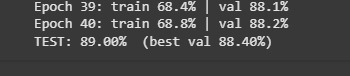 Epoch 39: train 68.4% | val 88.1%
Epoch 40: train 68.8% | val 88.2%
TEST: 89.00%  (best val 88.40%)